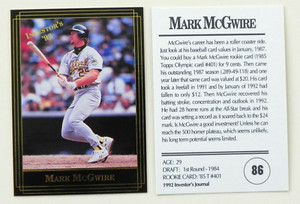 INVESTOR'S
'92
MARK MCGWIRE
MARK MCGWIRE
McGwire's career has been a roller coaster ride.
Just look at his baseball card values in January, 1987.
You could buy his Mark McGwire rookie card (1985
Topps Olympic card #401) for 9 cents. Then came
his outstanding 1987 season (.289-49-118) and one
year later that same card was valued at $20. His card
took a freefall in 1991 and by January of 1992 had
fallen to only $12. Then McGwire recovered his
batting stroke, concentration and outlook in 1992.
He had 28 home runs at the All-Star break and his
card was setting a record as it soared back to the $24
mark. Is McGwire a good investment? Unless he can
reach the 500 homer plateau, which seems unlikely,
his long term potential seems limited.
AGE: 29
DRAFT: 1st Round - 1984
ROOKIE CARD: '85 T #401
1992 Investor's Journal
86